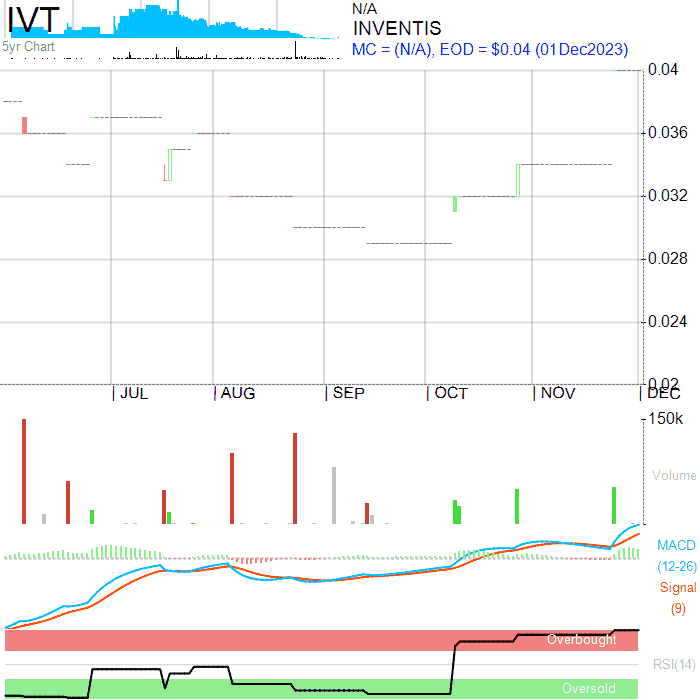 IVT
N/A
INVENTIS
5yr Chart
MC = (N/A), EOD = $0.04 (01Dec2023)
0.04
0.036
0.032
0.028
0.024
0.02
| JUL | AUG | SEP | OCT | NOV | DEC
150k
Volume
MACD
(12-26)
Signal
(9)
Overbought
RSI(14)
Oversold